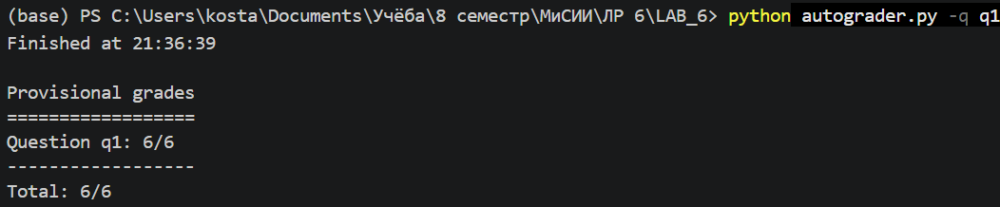 (base) PS C:\Users\kosta\Documents\Учёба\8 семестр\МиСИИ\ЛР 6\LAB_6> python autograder.py -q q1
Finished at 21:36:39
Provisional grades
==================
Question q1: 6/6
------------------
Total: 6/6